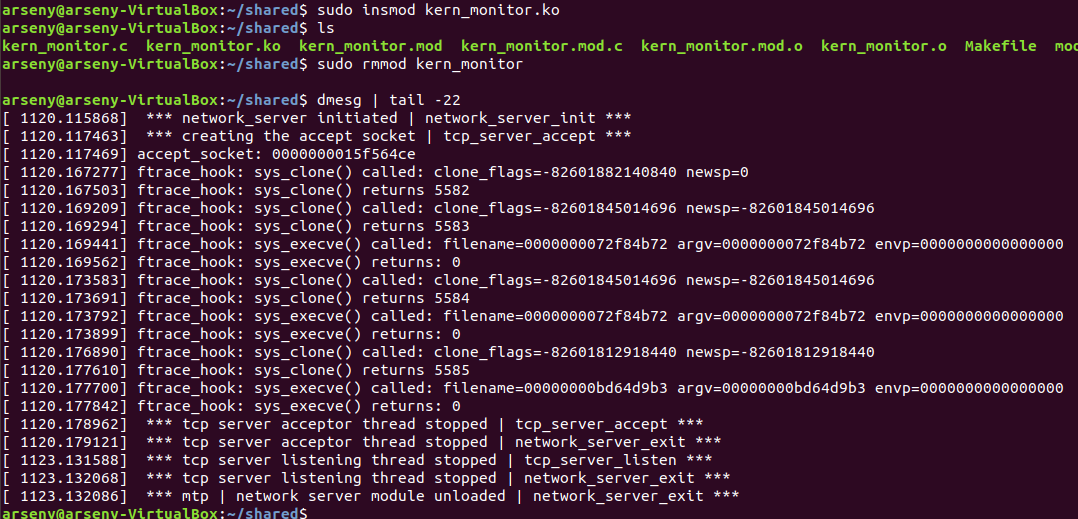 arseny@arseny-VirtualBox:~/shared$ sudo insmod kern_monitor.ko
arseny@arseny-VirtualBox:~/shared$ ls
kern_monitor.c  kern_monitor.ko  kern_monitor.mod  kern_monitor.mod.c  kern_monitor.mod.o  kern_monitor.o  Makefile  moc
arseny@arseny-VirtualBox:~/shared$ sudo rmmod kern_monitor
arseny@arseny-VirtualBox:~/shared$ dmesg | tail -22
[ 1120.115868]  *** network_server initiated | network_server_init ***
[ 1120.117463]  *** creating the accept socket | tcp_server_accept ***
[ 1120.117469] accept_socket: 0000000015f564ce
[ 1120.167277] ftrace_hook: sys_clone() called: clone_flags=-82601882140840 newsp=0
[ 1120.167503] ftrace_hook: sys_clone() returns 5582
[ 1120.169209] ftrace_hook: sys_clone() called: clone_flags=-82601845014696 newsp=-82601845014696
[ 1120.169294] ftrace_hook: sys_clone() returns 5583
[ 1120.169441] ftrace_hook: sys_execve() called: filename=0000000072f84b72 argv=0000000072f84b72 envp=0000000000000000
[ 1120.169562] ftrace_hook: sys_execve() returns: 0
[ 1120.173583] ftrace_hook: sys_clone() called: clone_flags=-82601845014696 newsp=-82601845014696
[ 1120.173691] ftrace_hook: sys_clone() returns 5584
[ 1120.173792] ftrace_hook: sys_execve() called: filename=0000000072f84b72 argv=0000000072f84b72 envp=0000000000000000
[ 1120.173899] ftrace_hook: sys_execve() returns: 0
[ 1120.176890] ftrace_hook: sys_clone() called: clone_flags=-82601812918440 newsp=-82601812918440
[ 1120.177610] ftrace_hook: sys_clone() returns 5585
[ 1120.177700] ftrace_hook: sys_execve() called: filename=00000000bd64d9b3 argv=00000000bd64d9b3 envp=0000000000000000
[ 1120.177842] ftrace_hook: sys_execve() returns: 0
[ 1120.178962]  *** tcp server acceptor thread stopped | tcp_server_accept ***
[ 1120.179121]  *** tcp server acceptor thread stopped | network_server_exit ***
[ 1123.131588]  *** tcp server listening thread stopped | tcp_server_listen ***
[ 1123.132068]  *** tcp server listening thread stopped | network_server_exit ***
[ 1123.132086]  *** mtp | network server module unloaded | network_server_exit ***
arseny@arseny-VirtualBox:~/shared$